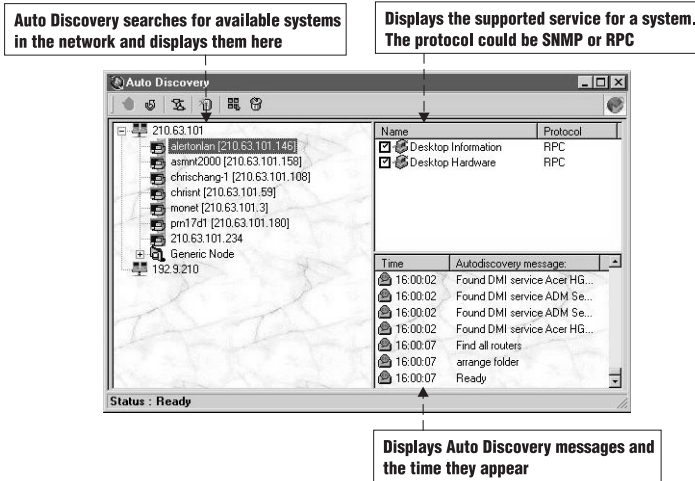 Auto Discovery searches for available systems
in the network and displays them here
Displays the supported service for a system.
The protocol could be SNMP or RPC
Auto Discovery
210.63.101
alertonlan [210.63.101.146]
asmnt2000 [210.63.101.158]
chrischang-1 [210.63.101.108]
chrisnt [210.63.101.59]
monet [210.63.101.3]
prn17d1 [210.63.101.180]
210.63.101.234
Generic Node
192.9.210
Name Protocol
Desktop Information RPC
Desktop Hardware RPC
Time Autodiscovery message:
16:00:02 Found DMI service Acer HG...
16:00:02 Found DMI service ADM Se...
16:00:02 Found DMI service ADM Se...
16:00:02 Found DMI service Acer HG...
16:00:07 Find all routers
16:00:07 arrange folder
16:00:07 Ready
Status : Ready
Displays Auto Discovery messages and
the time they appear